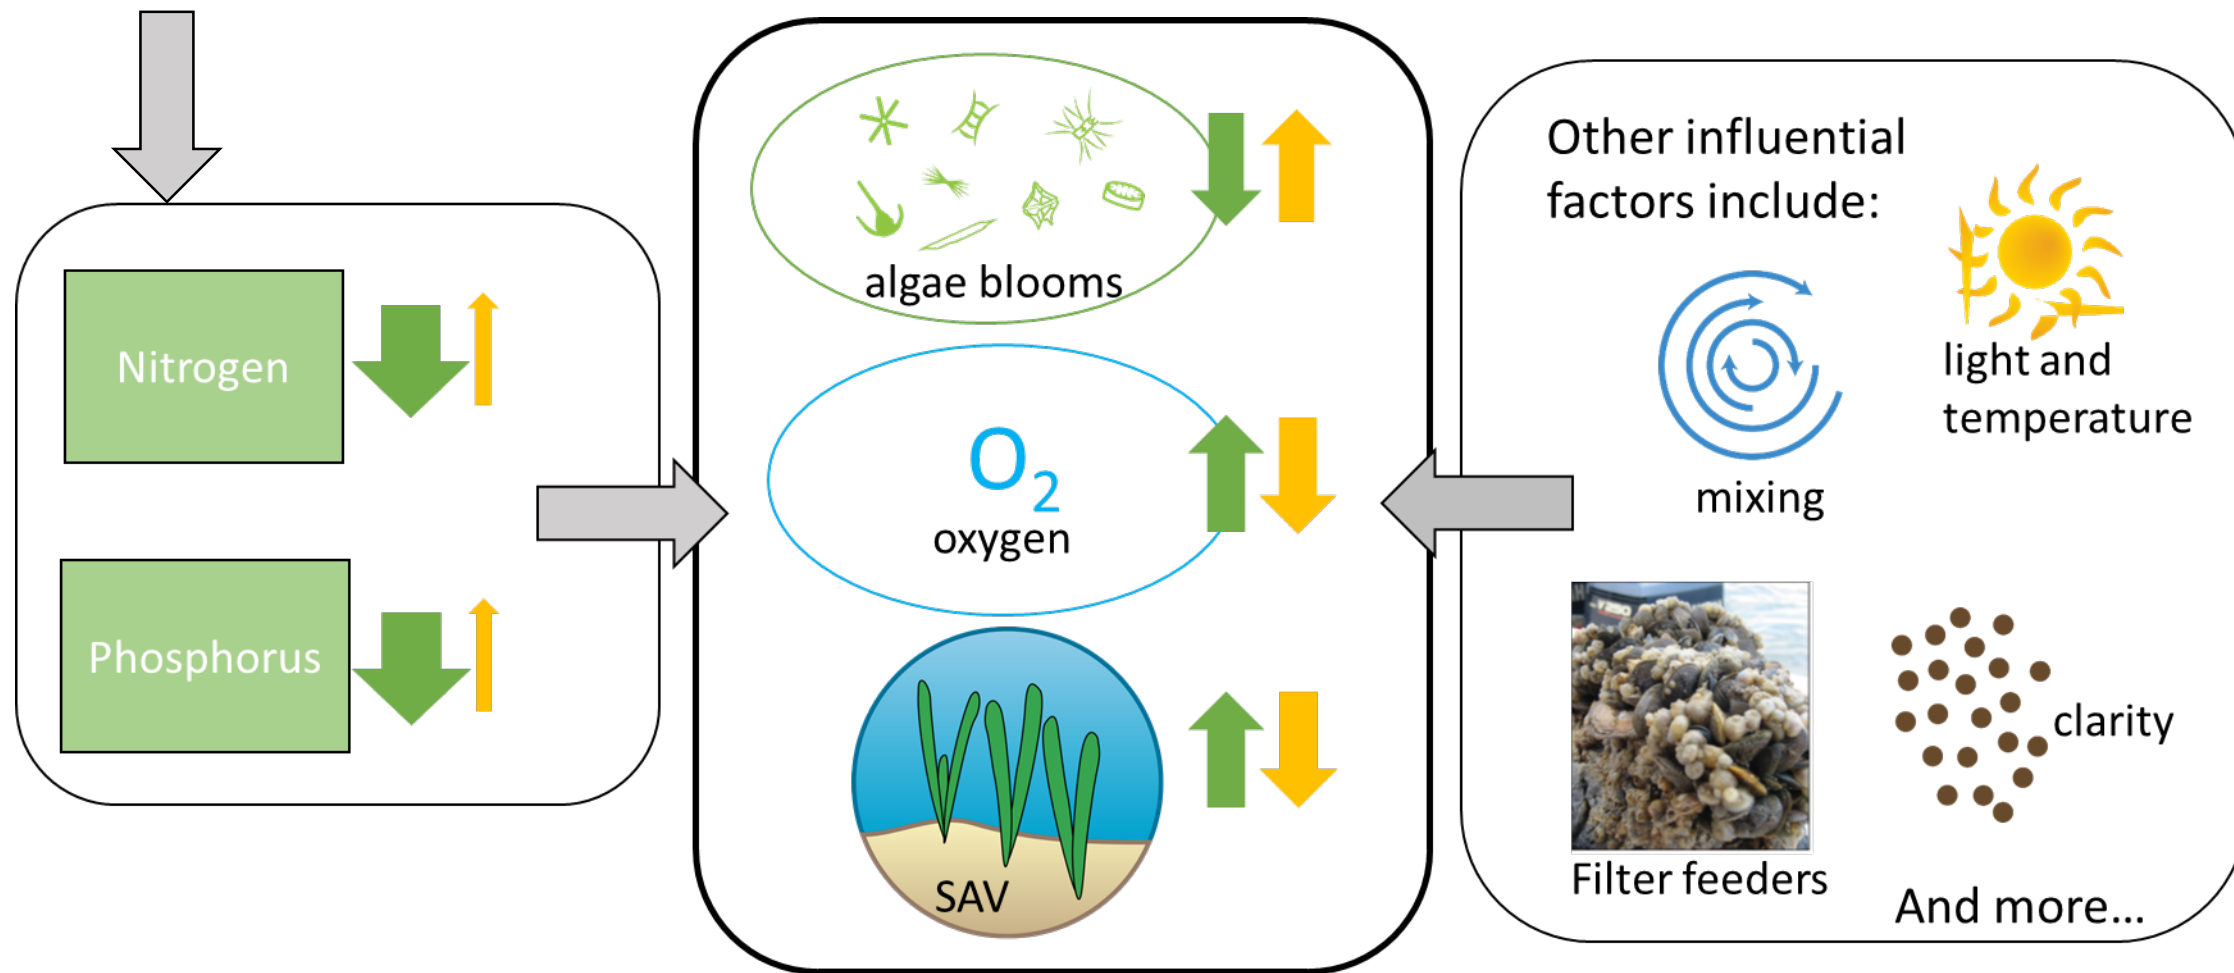 Nitrogen
Phosphorus
algae blooms
O2
oxygen
SAV
Other influential
factors include:
light and
temperature
mixing
clarity
Filter feeders
And more...